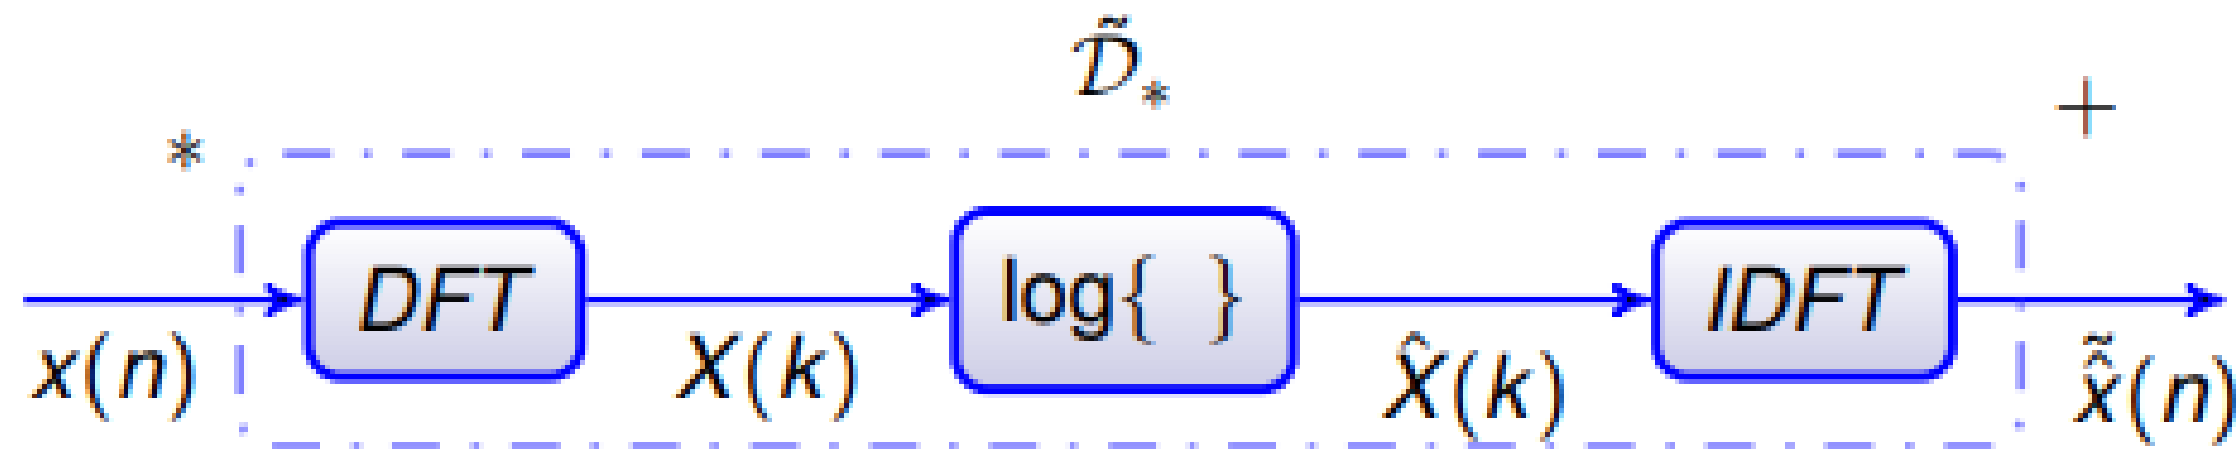 D̃*
* +
DFT log{ } IDFT
x(n) X(k) X̂(k) x̂̃(n)